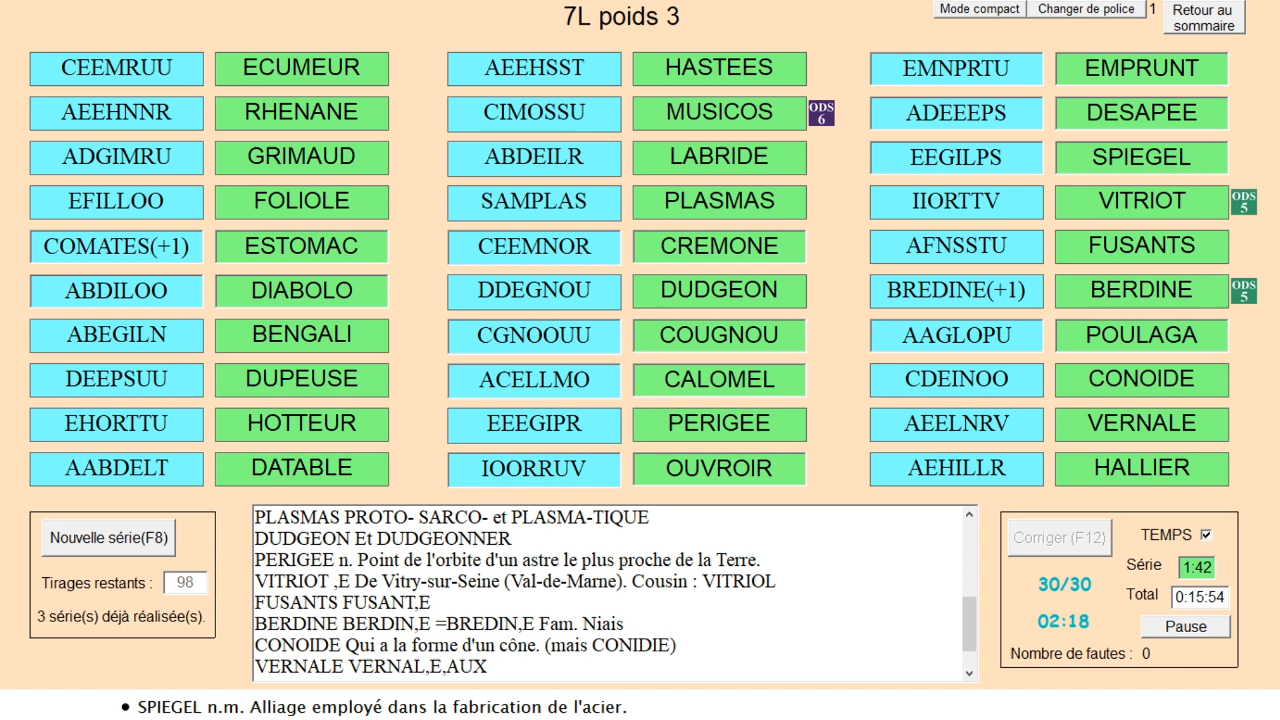 7L poids 3
Mode compact
Changer de police
1
Retour au
sommaire
CEEMRUU ECUMEUR AEEHSST HASTEES EMNPRTU EMPRUNT
AEEHNNR RHENANE CIMOSSU MUSICOS ODS 6 ADEEEPS DESAPEE
ADGIMRU GRIMAUD ABDEILR LABRIDE EEGILPS SPIEGEL
EFILLOO FOLIOLE SAMPLAS PLASMAS IIORTTV VITRIOT ODS 5
COMATES(+1) ESTOMAC CEEMNOR CREMONE AFNSSTU FUSANTS
ABDILOO DIABOLO DDEGNOU DUDGEON BREDINE(+1) BERDINE ODS 5
ABEGILN BENGALI CGNOOUU COUGNOU AAGLOPU POULAGA
DEEPSUU DUPEUSE ACELLMO CALOMEL CDEINOO CONOIDE
EHORTTU HOTTEUR EEEGIPR PERIGEE AEELNRV VERNALE
AABDELT DATABLE IOORRUV OUVROIR AEHILLR HALLIER
Nouvelle série(F8)
Tirages restants : 98
3 série(s) déjà réalisée(s).
PLASMAS PROTO- SARCO- et PLASMA-TIQUE
DUDGEON Et DUDGEONNER
PERIGEE n. Point de l'orbite d'un astre le plus proche de la Terre.
VITRIOT ,E De Vitry-sur-Seine (Val-de-Marne). Cousin : VITRIOL
FUSANTS FUSANT,E
BERDINE BERDIN,E =BREDIN,E Fam. Niais
CONOIDE Qui a la forme d'un cône. (mais CONIDIE)
VERNALE VERNAL,E,AUX
Corriger (F12)
TEMPS
Série 1:42
30/30
Total 0:15:54
02:18
Pause
Nombre de fautes : 0
• SPIEGEL n.m. Alliage employé dans la fabrication de l'acier.